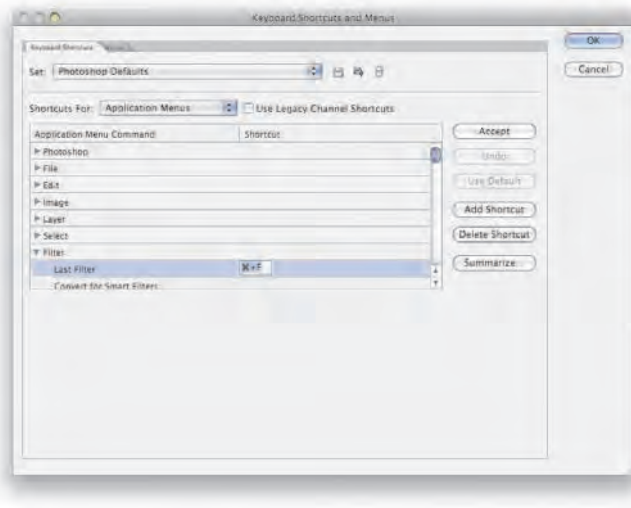 Keyboard Shortcuts and Menus
Keyboard Shortcuts
Set: Photoshop Defaults
OK
Cancel
Shortcuts For: Application Menus
Use Legacy Channel Shortcuts
Application Menu Command Shortcut
Photoshop
File
Edit
Image
Layer
Select
Filter
Last Filter ⌘+F
Convert for Smart Filters
Accept
Undo
Use Default
Add Shortcut
Delete Shortcut
Summarize...